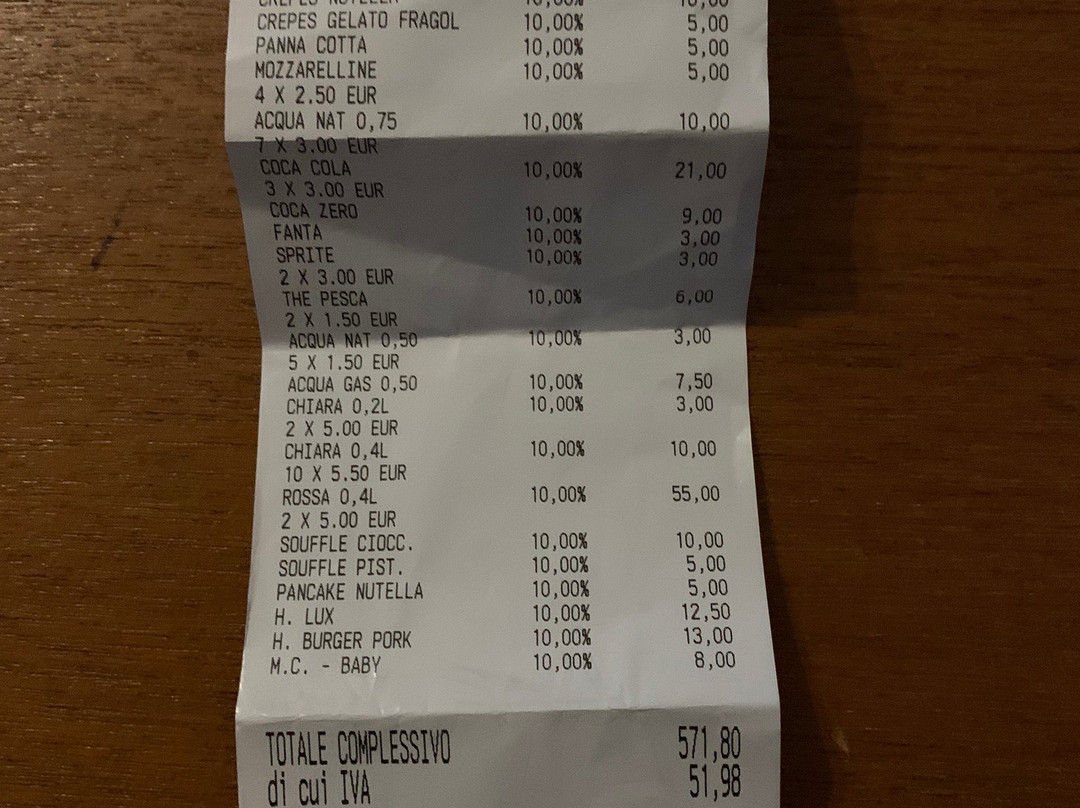 CREPES NUTELLA 10,00% 10,00
CREPES GELATO FRAGOL 10,00% 5,00
PANNA COTTA 10,00% 5,00
MOZZARELLINE 10,00% 5,00
4 X 2.50 EUR
ACQUA NAT 0,75 10,00% 10,00
7 X 3.00 EUR
COCA COLA 10,00% 21,00
3 X 3.00 EUR
COCA ZERO 10,00% 9,00
FANTA 10,00% 3,00
SPRITE 10,00% 3,00
2 X 3.00 EUR
THE PESCA 10,00% 6,00
2 X 1.50 EUR
ACQUA NAT 0,50 10,00% 3,00
5 X 1.50 EUR
ACQUA GAS 0,50 10,00% 7,50
CHIARA 0,2L 10,00% 3,00
2 X 5.00 EUR
CHIARA 0,4L 10,00% 10,00
10 X 5.50 EUR
ROSSA 0,4L 10,00% 55,00
2 X 5.00 EUR
SOUFFLE CIOCC. 10,00% 10,00
SOUFFLE PIST. 10,00% 5,00
PANCAKE NUTELLA 10,00% 5,00
H. LUX 10,00% 12,50
H. BURGER PORK 10,00% 13,00
M.C. - BABY 10,00% 8,00
TOTALE COMPLESSIVO 571,80
di cui IVA 51,98